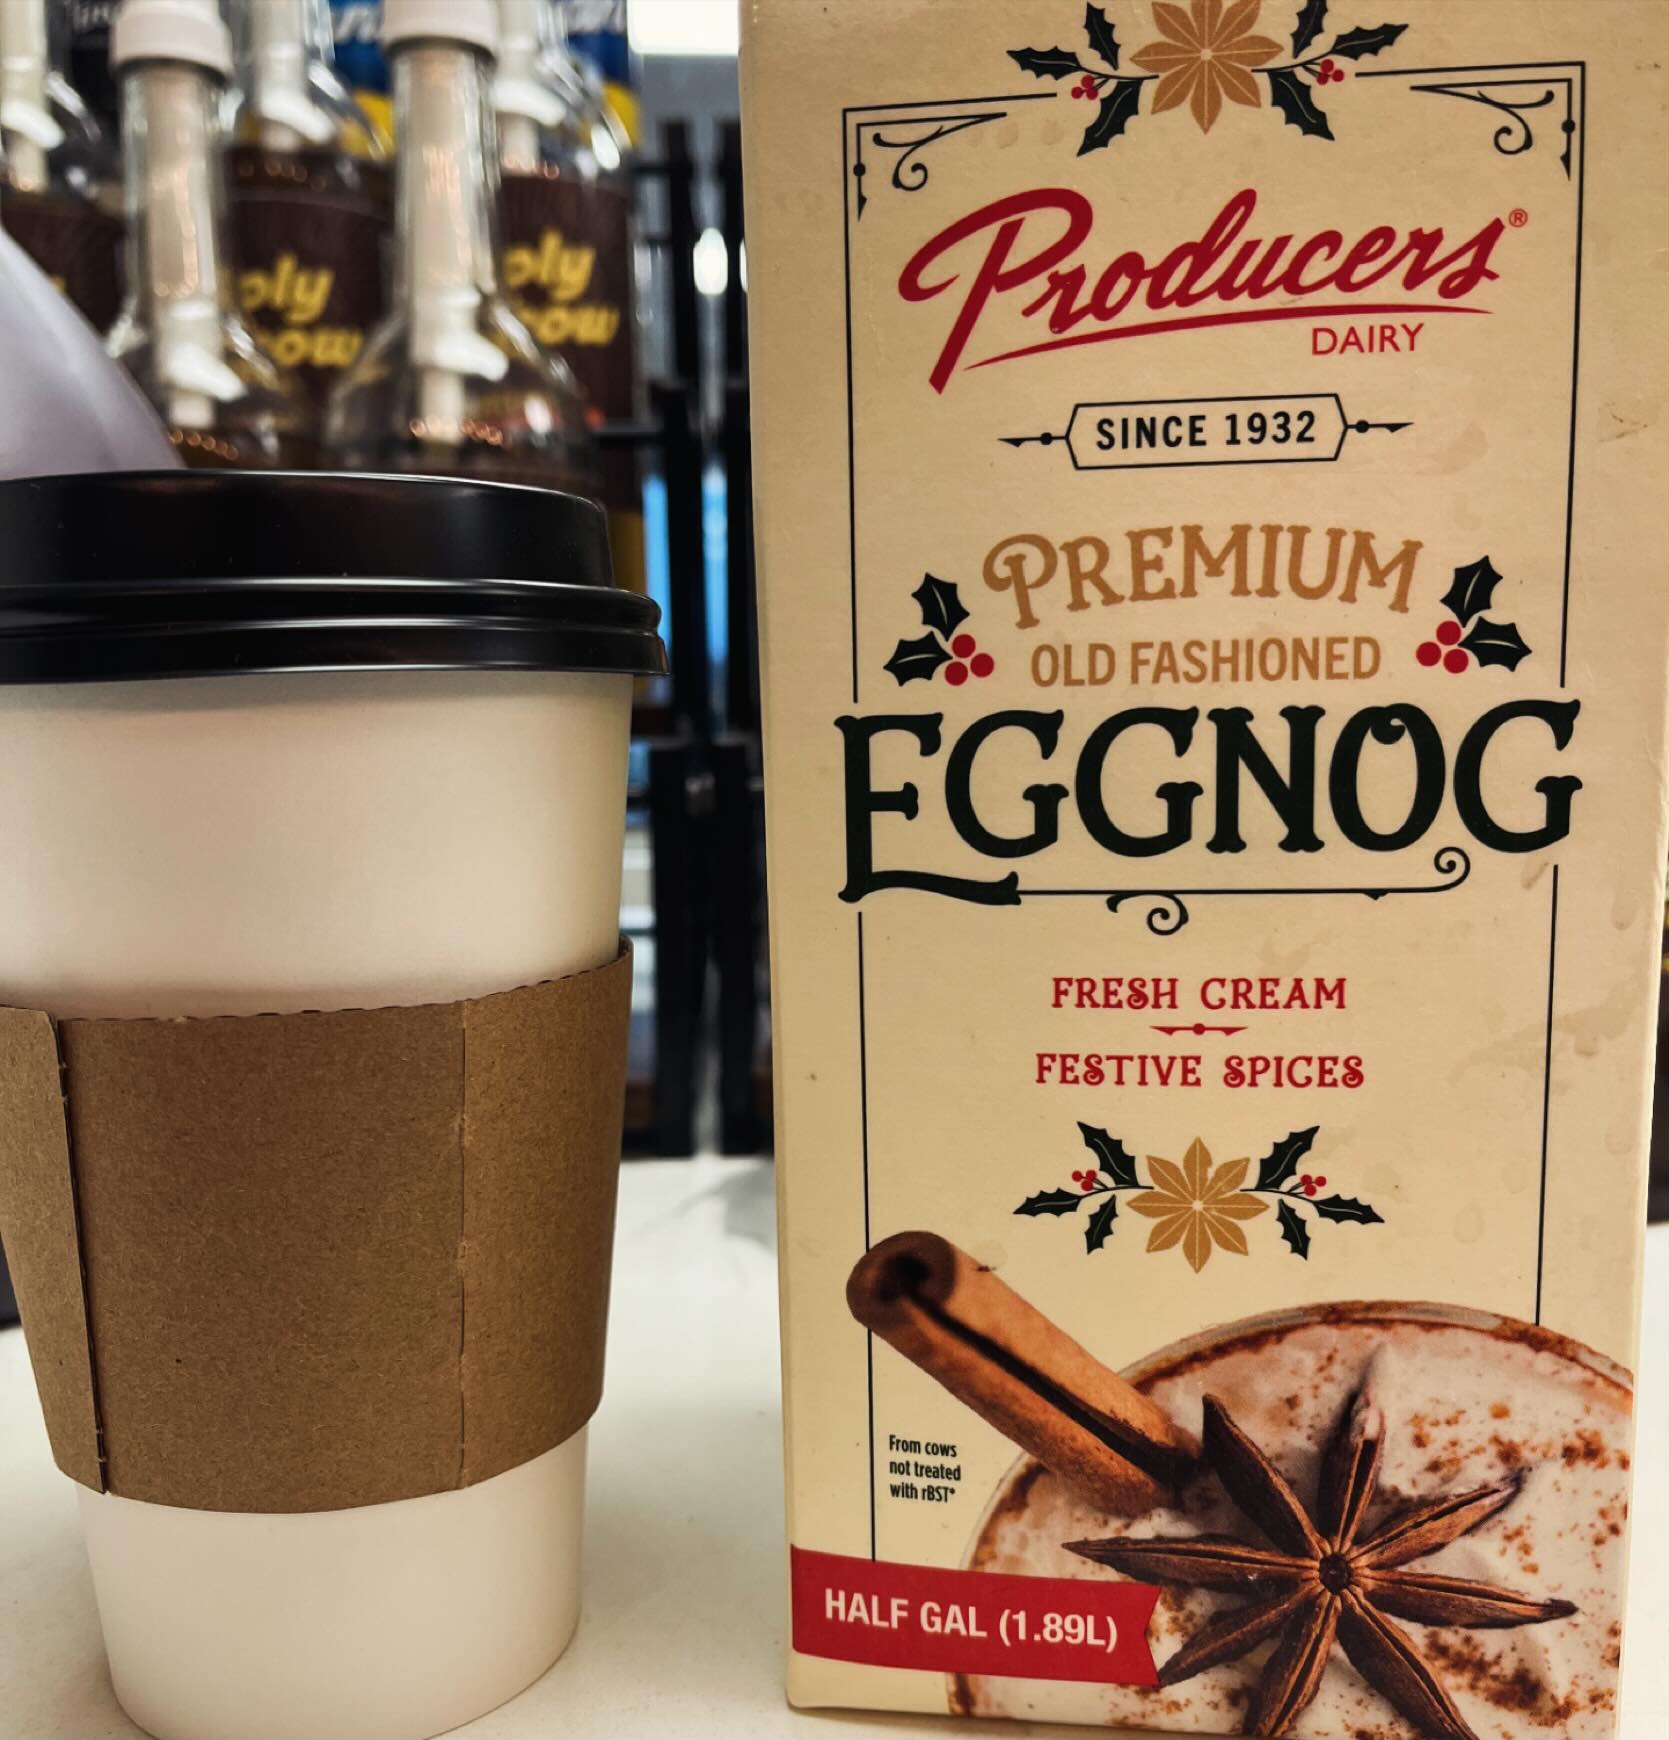 Producers®
DAIRY
SINCE 1932
PREMIUM
OLD FASHIONED
EGGNOG
FRESH CREAM
FESTIVE SPICES
From cows
not treated
with rBST*
HALF GAL (1.89L)